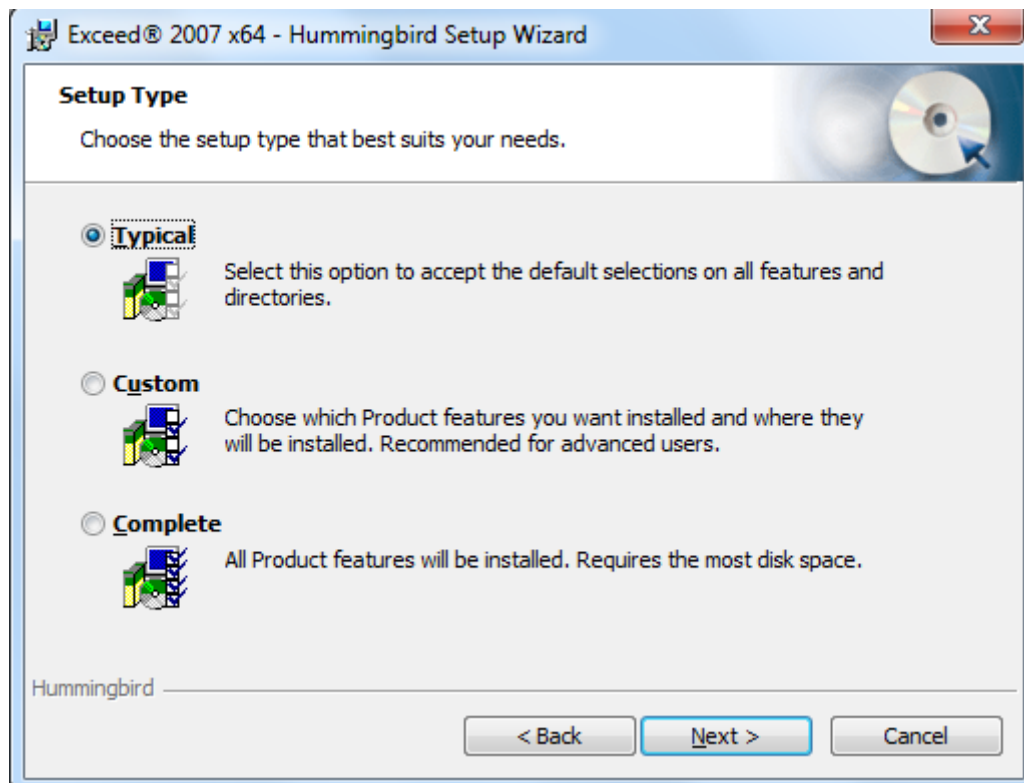 Exceed® 2007 x64 - Hummingbird Setup Wizard
Setup Type
Choose the setup type that best suits your needs.
Typical
Select this option to accept the default selections on all features and
directories.
Custom
Choose which Product features you want installed and where they
will be installed. Recommended for advanced users.
Complete
All Product features will be installed. Requires the most disk space.
Hummingbird
< Back
Next >
Cancel